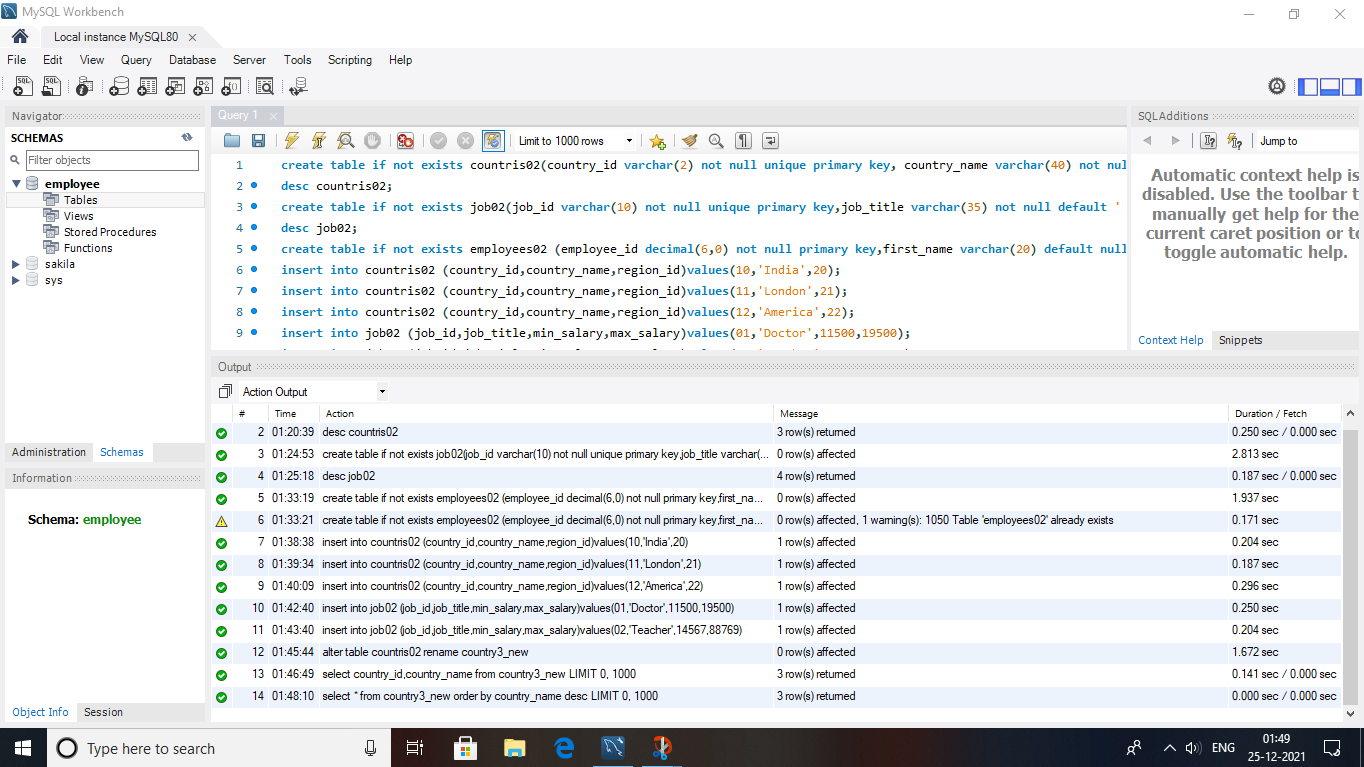 MySQL Workbench
Local instance MySQL80
File Edit View Query Database Server Tools Scripting Help
Navigator
SCHEMAS
Filter objects
employee
Tables
Views
Stored Procedures
Functions
sakila
sys
Administration Schemas
Information
Schema: employee
Object Info Session
Query 1
Limit to 1000 rows
1 create table if not exists countris02(country_id varchar(2) not null unique primary key, country_name varchar(40) not nul
2 desc countris02;
3 create table if not exists job02(job_id varchar(10) not null unique primary key,job_title varchar(35) not null default '
4 desc job02;
5 create table if not exists employees02 (employee_id decimal(6,0) not null primary key,first_name varchar(20) default null
6 insert into countris02 (country_id,country_name,region_id)values(10,'India',20);
7 insert into countris02 (country_id,country_name,region_id)values(11,'London',21);
8 insert into countris02 (country_id,country_name,region_id)values(12,'America',22);
9 insert into job02 (job_id,job_title,min_salary,max_salary)values(01,'Doctor',11500,19500);
SQLAdditions
Jump to
Automatic context help is
disabled. Use the toolbar t
manually get help for the
current caret position or to
toggle automatic help.
Context Help Snippets
Output
Action Output
# Time Action Message Duration / Fetch
2 01:20:39 desc countris02 3 row(s) returned 0.250 sec / 0.000 sec
3 01:24:53 create table if not exists job02(job_id varchar(10) not null unique primary key,job_title varchar(... 0 row(s) affected 2.813 sec
4 01:25:18 desc job02 4 row(s) returned 0.187 sec / 0.000 sec
5 01:33:19 create table if not exists employees02 (employee_id decimal(6,0) not null primary key,first_na... 0 row(s) affected 1.937 sec
6 01:33:21 create table if not exists employees02 (employee_id decimal(6,0) not null primary key,first_na... 0 row(s) affected, 1 warning(s): 1050 Table 'employees02' already exists 0.171 sec
7 01:38:38 insert into countris02 (country_id,country_name,region_id)values(10,'India',20) 1 row(s) affected 0.204 sec
8 01:39:34 insert into countris02 (country_id,country_name,region_id)values(11,'London',21) 1 row(s) affected 0.187 sec
9 01:40:09 insert into countris02 (country_id,country_name,region_id)values(12,'America',22) 1 row(s) affected 0.296 sec
10 01:42:40 insert into job02 (job_id,job_title,min_salary,max_salary)values(01,'Doctor',11500,19500) 1 row(s) affected 0.250 sec
11 01:43:40 insert into job02 (job_id,job_title,min_salary,max_salary)values(02,'Teacher',14567,88769) 1 row(s) affected 0.204 sec
12 01:45:44 alter table countris02 rename country3_new 0 row(s) affected 1.672 sec
13 01:46:49 select country_id,country_name from country3_new LIMIT 0, 1000 3 row(s) returned 0.141 sec / 0.000 sec
14 01:48:10 select * from country3_new order by country_name desc LIMIT 0, 1000 3 row(s) returned 0.000 sec / 0.000 sec
Type here to search
ENG
01:49
25-12-2021